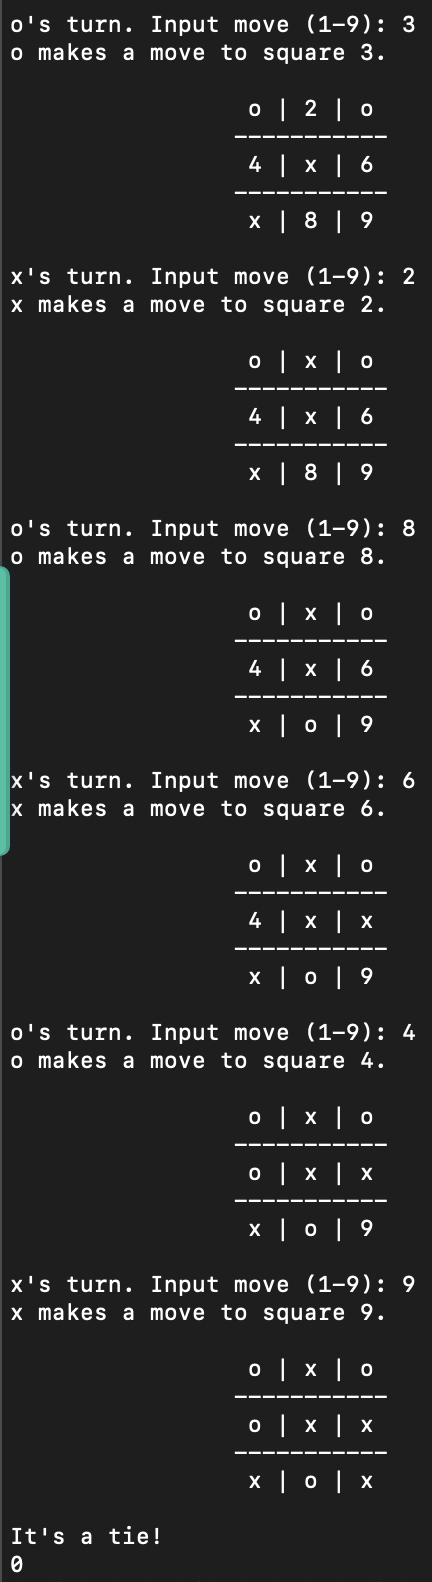 o's turn. Input move (1–9): 3
o makes a move to square 3.
o | 2 | o
———————————
4 | x | 6
———————————
x | 8 | 9
x's turn. Input move (1–9): 2
x makes a move to square 2.
o | x | o
———————————
4 | x | 6
———————————
x | 8 | 9
o's turn. Input move (1–9): 8
o makes a move to square 8.
o | x | o
———————————
4 | x | 6
———————————
x | o | 9
x's turn. Input move (1–9): 6
x makes a move to square 6.
o | x | o
———————————
4 | x | x
———————————
x | o | 9
o's turn. Input move (1–9): 4
o makes a move to square 4.
o | x | o
———————————
o | x | x
———————————
x | o | 9
x's turn. Input move (1–9): 9
x makes a move to square 9.
o | x | o
———————————
o | x | x
———————————
x | o | x
It's a tie!
0